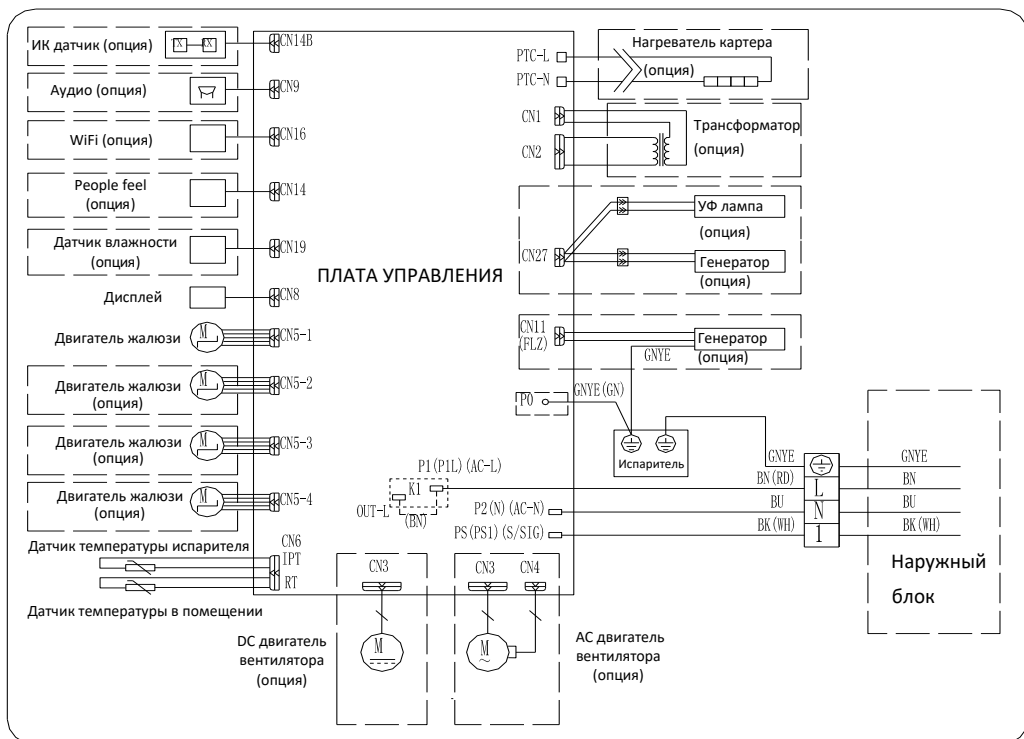 ИК датчик (опция)
TX
RX
CN14B
Аудио (опция)
CN9
WiFi (опция)
CN16
People feel
(опция)
CN14
Датчик влажности
(опция)
CN19
Дисплей
CN8
Двигатель жалюзи
M
CN5-1
Двигатель жалюзи
(опция)
M
CN5-2
Двигатель жалюзи
(опция)
M
CN5-3
Двигатель жалюзи
(опция)
M
CN5-4
Датчик температуры испарителя
CN6
IPT
RT
Датчик температуры в помещении
ПЛАТА УПРАВЛЕНИЯ
PTC-L
PTC-N
Нагреватель картера
(опция)
CN1
CN2
Трансформатор
(опция)
CN27
УФ лампа
(опция)
Генератор
(опция)
CN11
(FLZ)
Генератор
(опция)
GNYE
P0
GNYE(GN)
Испаритель
P1(P1L)(AC-L)
K1
OUT-L
(BN)
P2(N)(AC-N)
PS(PS1)(S/SIG)
GNYE
BN(RD)
BU
BK(WH)
L
N
1
GNYE
BN
BU
BK(WH)
Наружный
блок
CN3
M
DC двигатель
вентилятора
(опция)
CN3
CN4
M
~
AC двигатель
вентилятора
(опция)